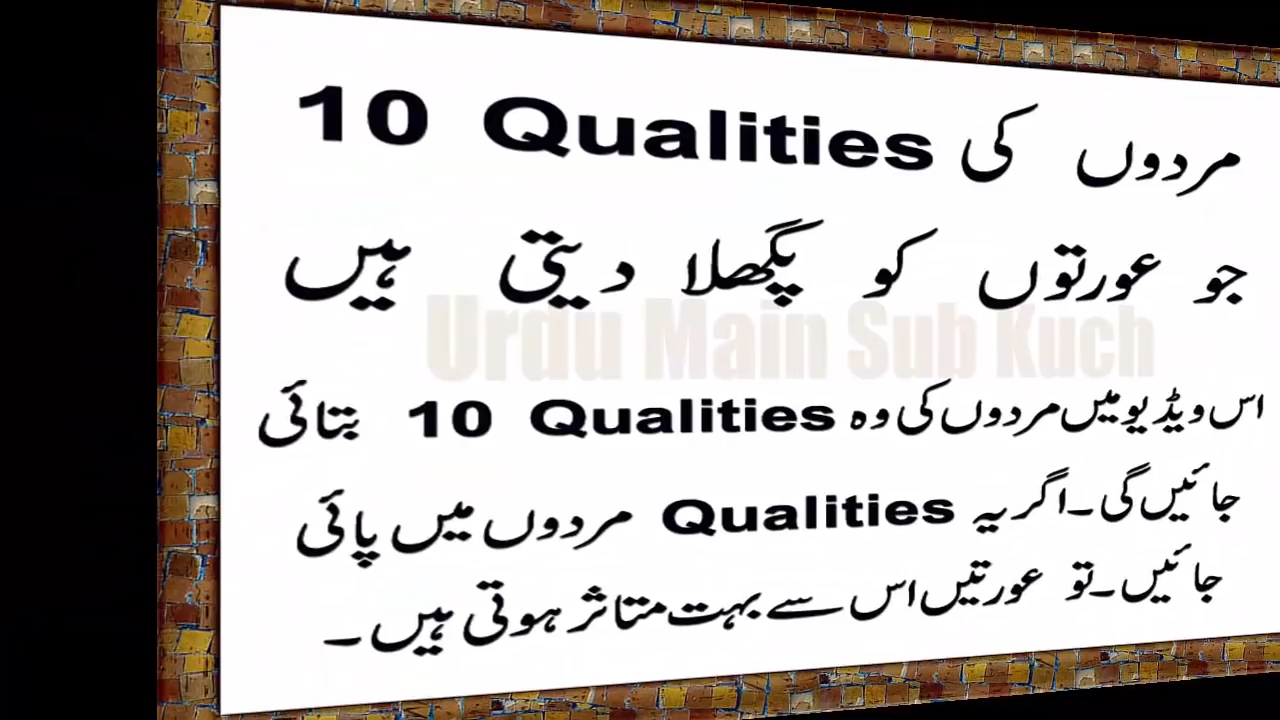 مردوں کی 10 Qualities
جو عورتوں کو پگھلا دیتی ہیں
Urdu Main Sub Kuch
اس ویڈیو میں مردوں کی وہ 10 Qualities بتائی
جائیں گی۔ اگر یہ Qualities مردوں میں پائی
جائیں۔ تو عورتیں اس سے بہت متاثر ہوتی ہیں۔